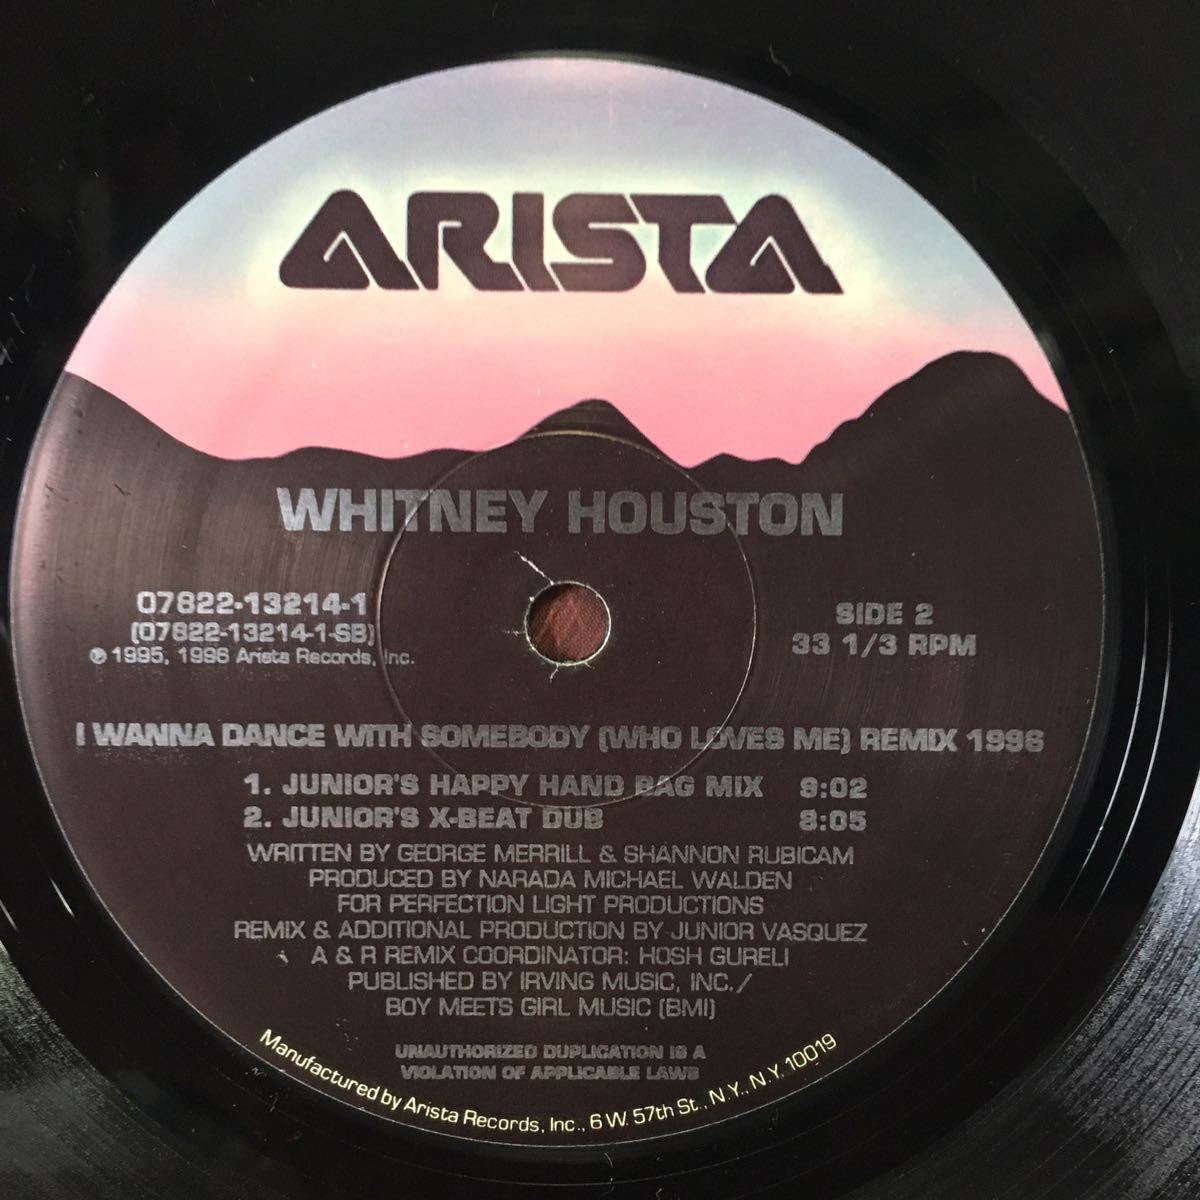 ARISTA
WHITNEY HOUSTON
07822-13214-1
(07822-13214-1-SB)
℗ 1995, 1996 Arista Records, Inc.
SIDE 2
33 1/3 RPM
I WANNA DANCE WITH SOMEBODY (WHO LOVES ME) REMIX 1996
1. JUNIOR'S HAPPY HAND BAG MIX 9:02
2. JUNIOR'S X-BEAT DUB 8:05
WRITTEN BY GEORGE MERRILL & SHANNON RUBICAM
PRODUCED BY NARADA MICHAEL WALDEN
FOR PERFECTION LIGHT PRODUCTIONS
REMIX & ADDITIONAL PRODUCTION BY JUNIOR VASQUEZ
A & R REMIX COORDINATOR: HOSH GURELI
PUBLISHED BY IRVING MUSIC, INC./
BOY MEETS GIRL MUSIC (BMI)
UNAUTHORIZED DUPLICATION IS A
VIOLATION OF APPLICABLE LAWS
Manufactured by Arista Records, Inc., 6 W. 57th St., N.Y., N.Y. 10019